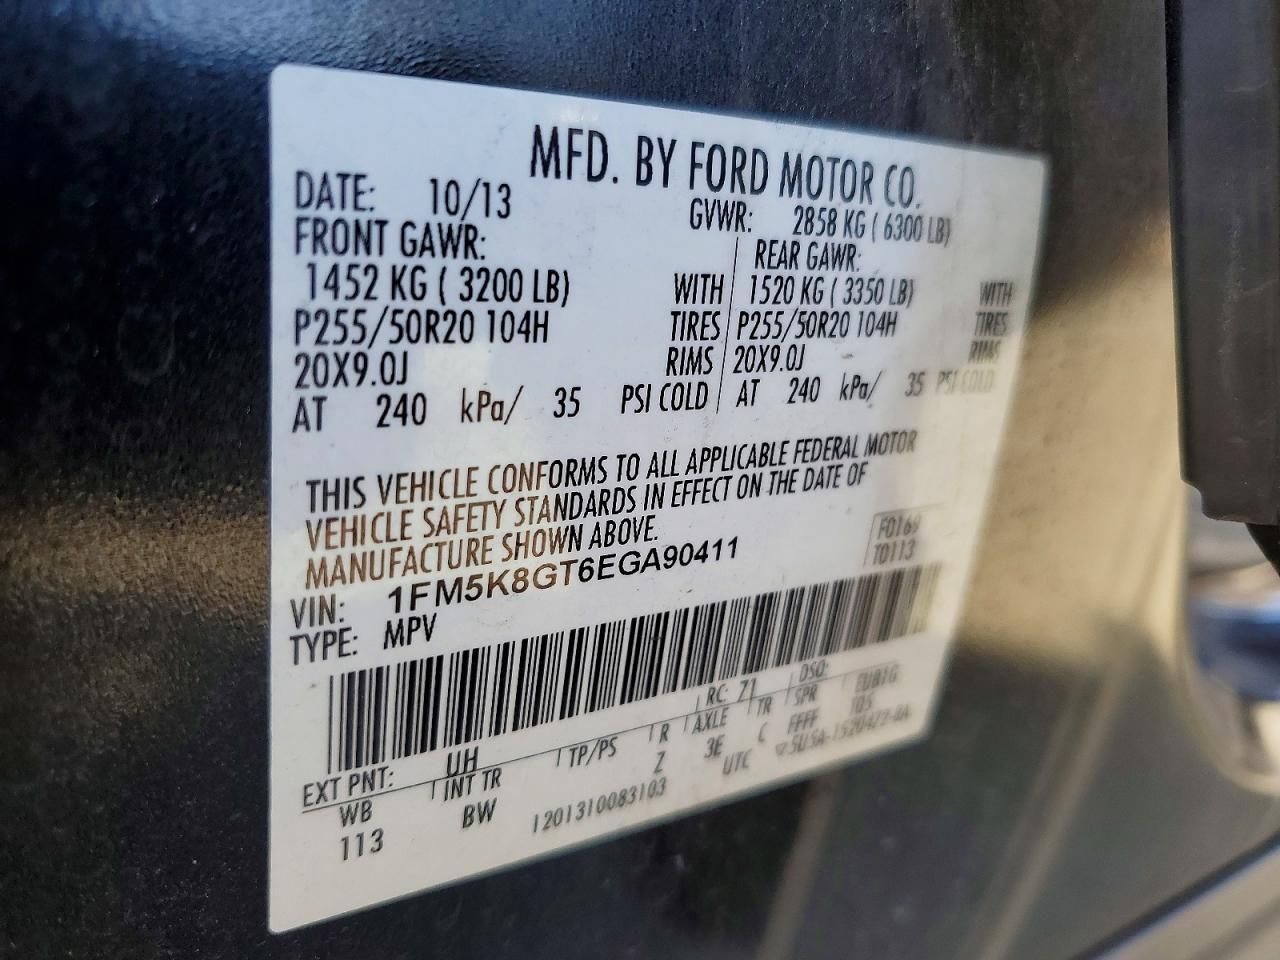 MFD. BY FORD MOTOR CO.
DATE: 10/13 GVWR: 2858 KG ( 6300 LB)
FRONT GAWR: REAR GAWR:
1452 KG ( 3200 LB) WITH 1520 KG ( 3350 LB) WITH
P255/50R20 104H TIRES P255/50R20 104H TIRES
20X9.0J RIMS 20X9.0J RIMS
AT 240 kPa/ 35 PSI COLD AT 240 kPa/ 35 PSI COLD
THIS VEHICLE CONFORMS TO ALL APPLICABLE FEDERAL MOTOR
VEHICLE SAFETY STANDARDS IN EFFECT ON THE DATE OF
MANUFACTURE SHOWN ABOVE.
F0169
T0113
VIN: 1FM5K8GT6EGA90411
TYPE: MPV
EXT PNT: UH RC: 71 DSO:
WB INT TR TP/PS R AXLE TR SPR EUB1G
113 BW Z 3E C FFFF T05
1201310083103 UTC